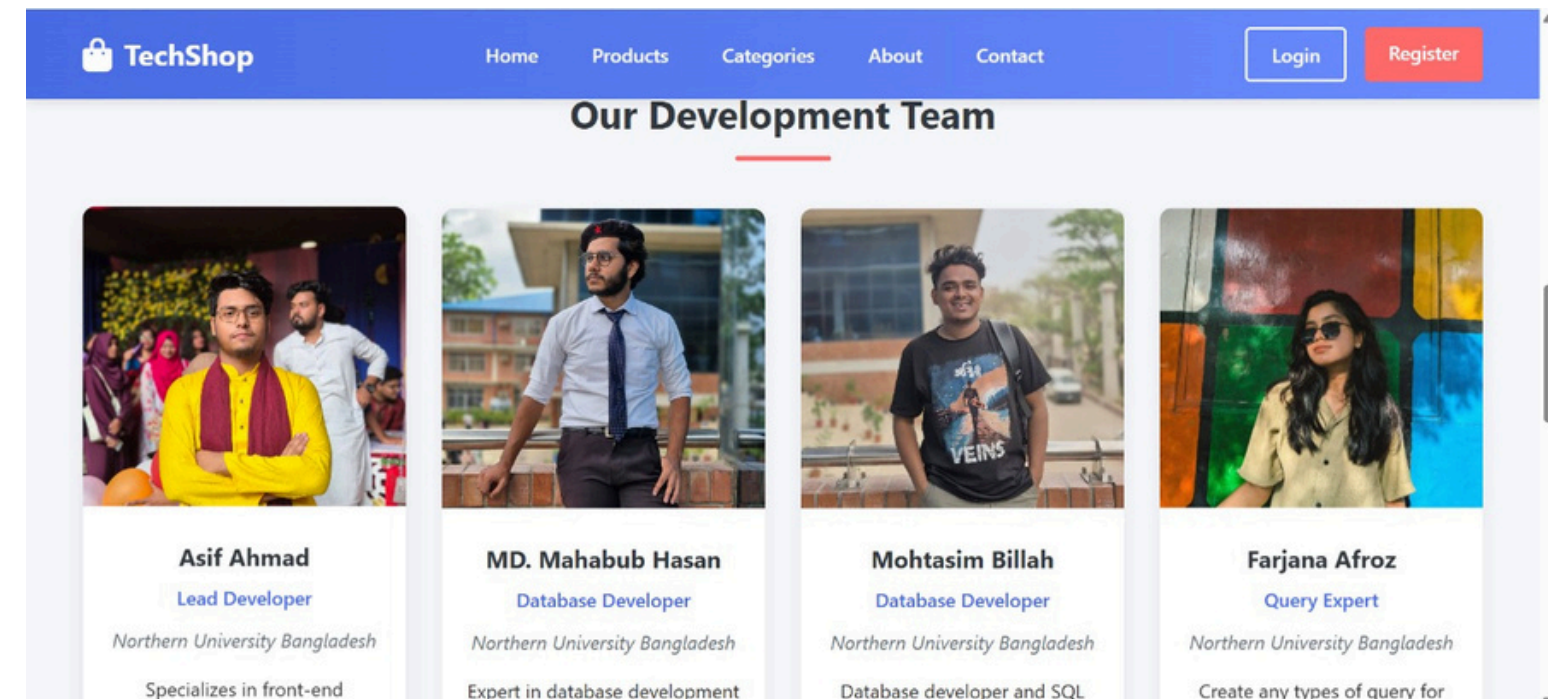 TechShop
Home Products Categories About Contact
Login
Register
Our Development Team
VEINS
Asif Ahmad
Lead Developer
Northern University Bangladesh
Specializes in front-end
MD. Mahabub Hasan
Database Developer
Northern University Bangladesh
Expert in database development
Mohtasim Billah
Database Developer
Northern University Bangladesh
Database developer and SQL
Farjana Afroz
Query Expert
Northern University Bangladesh
Create any types of query for